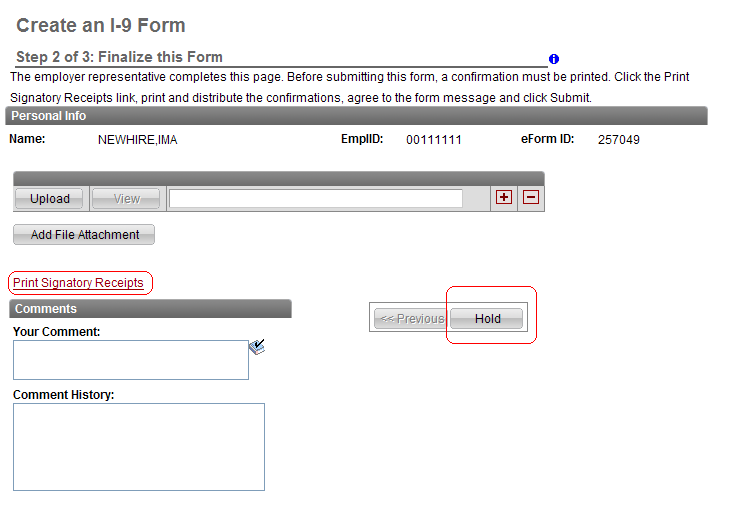 Create an I-9 Form
Step 2 of 3: Finalize this Form
The employer representative completes this page. Before submitting this form, a confirmation must be printed. Click the Print
Signatory Receipts link, print and distribute the confirmations, agree to the form message and click Submit.
Personal Info
Name: NEWHIRE,IMA EmplID: 00111111 eForm ID: 257049
Upload View
Add File Attachment
Print Signatory Receipts
Comments
<< Previous Hold
Your Comment:
Comment History: